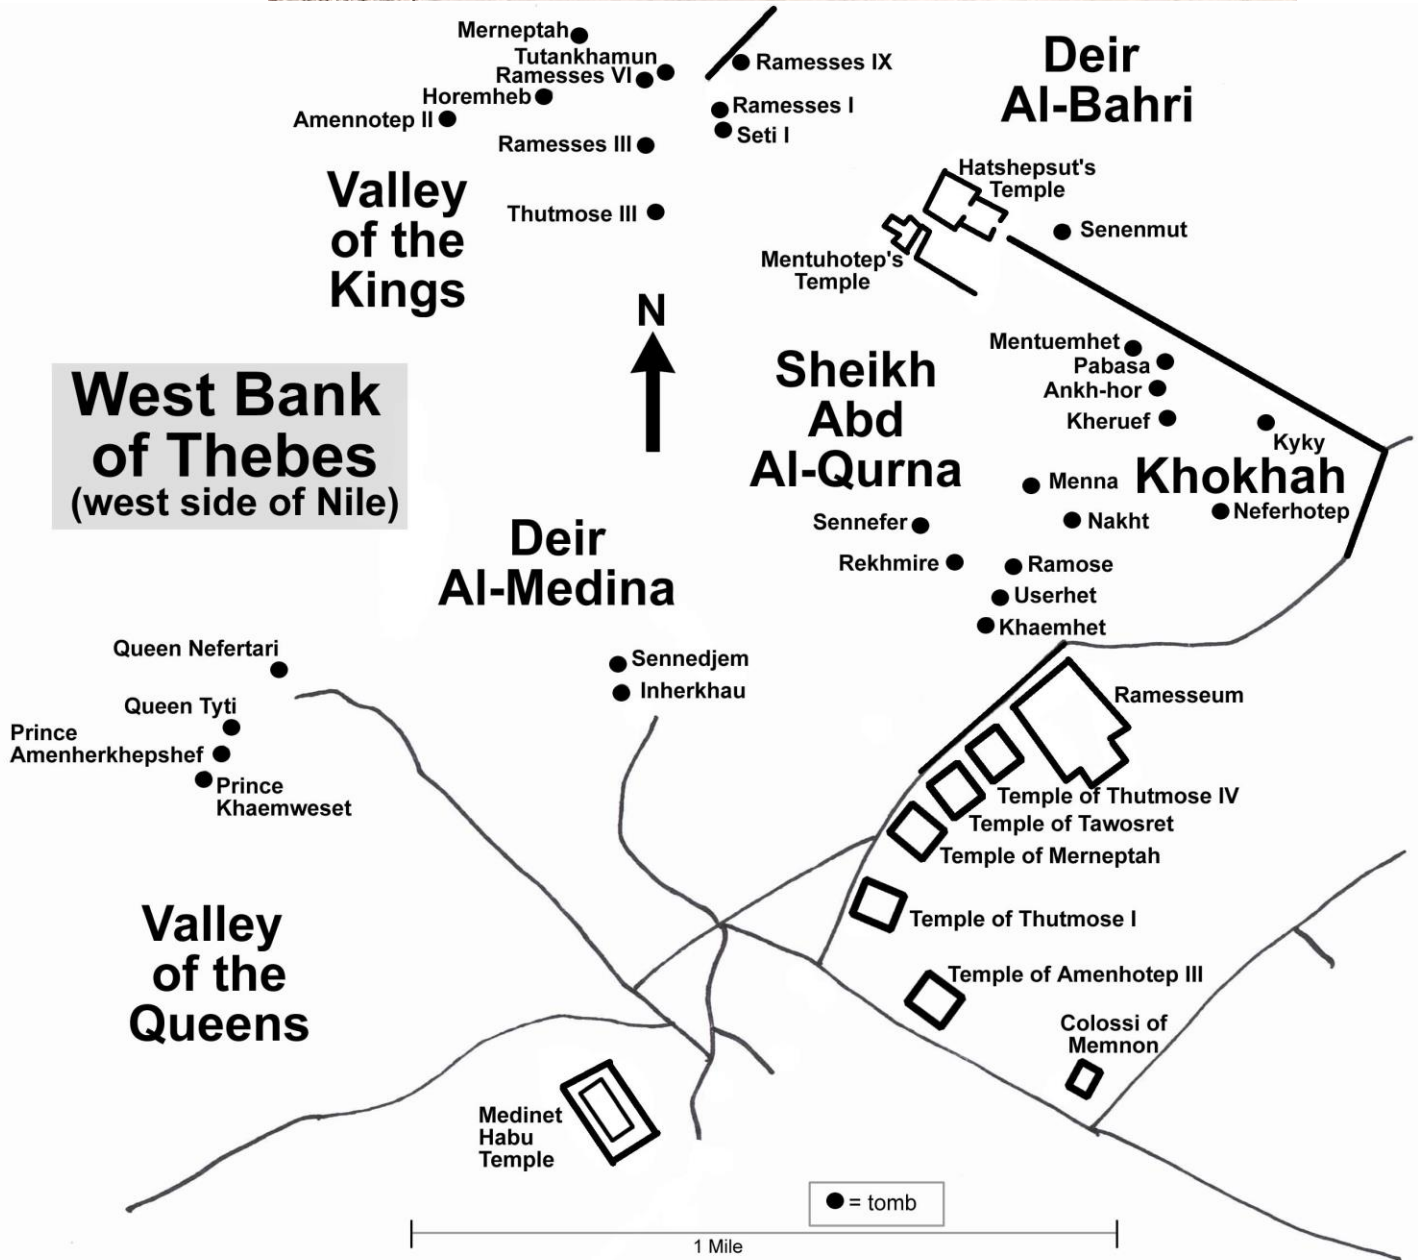 Merneptah
Tutankhamun
Ramesses VI
Horemheb
Amennotep II
Ramesses III
Thutmose III
Ramesses IX
Ramesses I
Seti I
Valley
of the
Kings
Deir
Al-Bahri
Hatshepsut's
Temple
Senenmut
Mentuhotep's
Temple
N
West Bank
of Thebes
(west side of Nile)
Sheikh
Abd
Al-Qurna
Mentuemhet
Pabasa
Ankh-hor
Kheruef
Kyky
Khokhah
Menna
Neferhotep
Sennefer
Nakht
Rekhmire
Ramose
Userhet
Khaemhet
Deir
Al-Medina
Sennedjem
Inherkhau
Queen Nefertari
Queen Tyti
Prince
Amenherkhepshef
Prince
Khaemweset
Valley
of the
Queens
Ramesseum
Temple of Thutmose IV
Temple of Tawosret
Temple of Merneptah
Temple of Thutmose I
Temple of Amenhotep III
Colossi of
Memnon
Medinet
Habu
Temple
= tomb
1 Mile